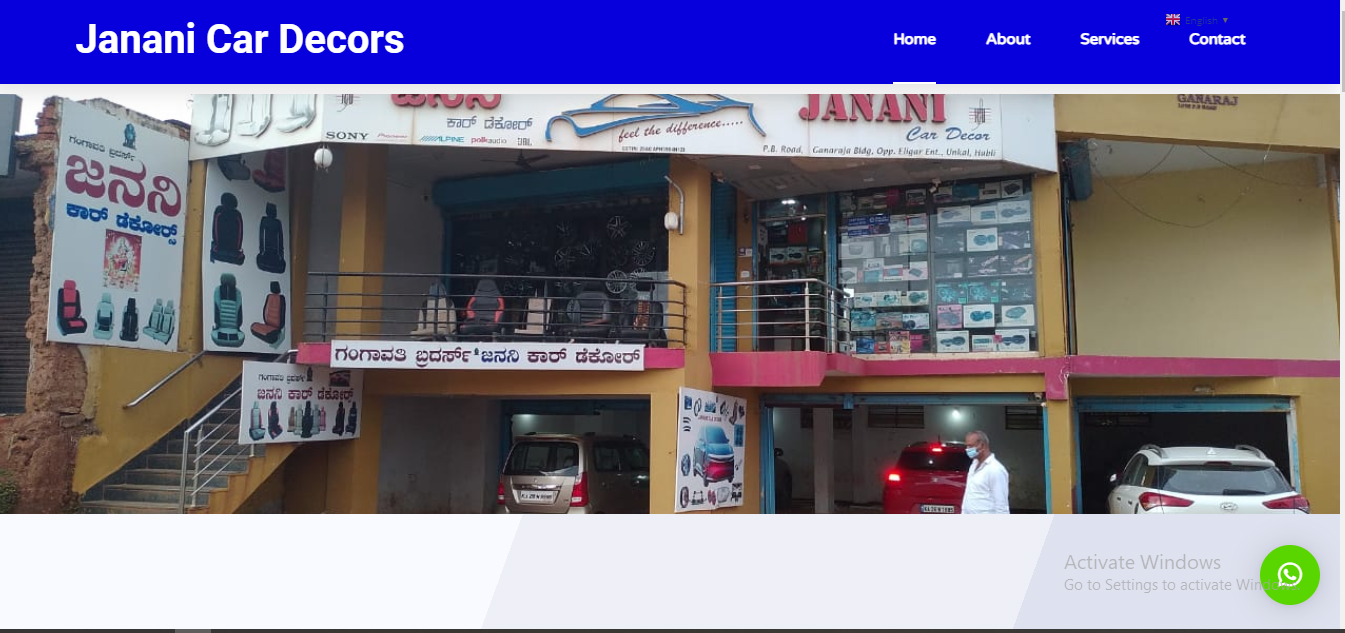 Janani Car Decors
English ▼
Home About Services Contact
ಜನನಿ
JANANI
GANARAJ
ಕಾರ್ ಡೆಕೋರ್
Car Decor
feel the difference.....
SONY Pioneer ALPINE polkaudio JBL
P.B. Road, Ganaraja Bldg, Opp. Eligar Ent., Unkal, Hubli
ಗಂಗಾವತಿ ಬ್ರದರ್ಸ್
ಜನನಿ
ಕಾರ್ ಡೆಕೋರ್ಸ್
ಗಂಗಾವತಿ ಬ್ರದರ್ಸ್ ಜನನಿ ಕಾರ್ ಡೆಕೋರ್
ಗಂಗಾವತಿ ಬ್ರದರ್ಸ್
ಜನನಿ ಕಾರ್ ಡೆಕೋರ್
Activate Windows
Go to Settings to activate Windows.